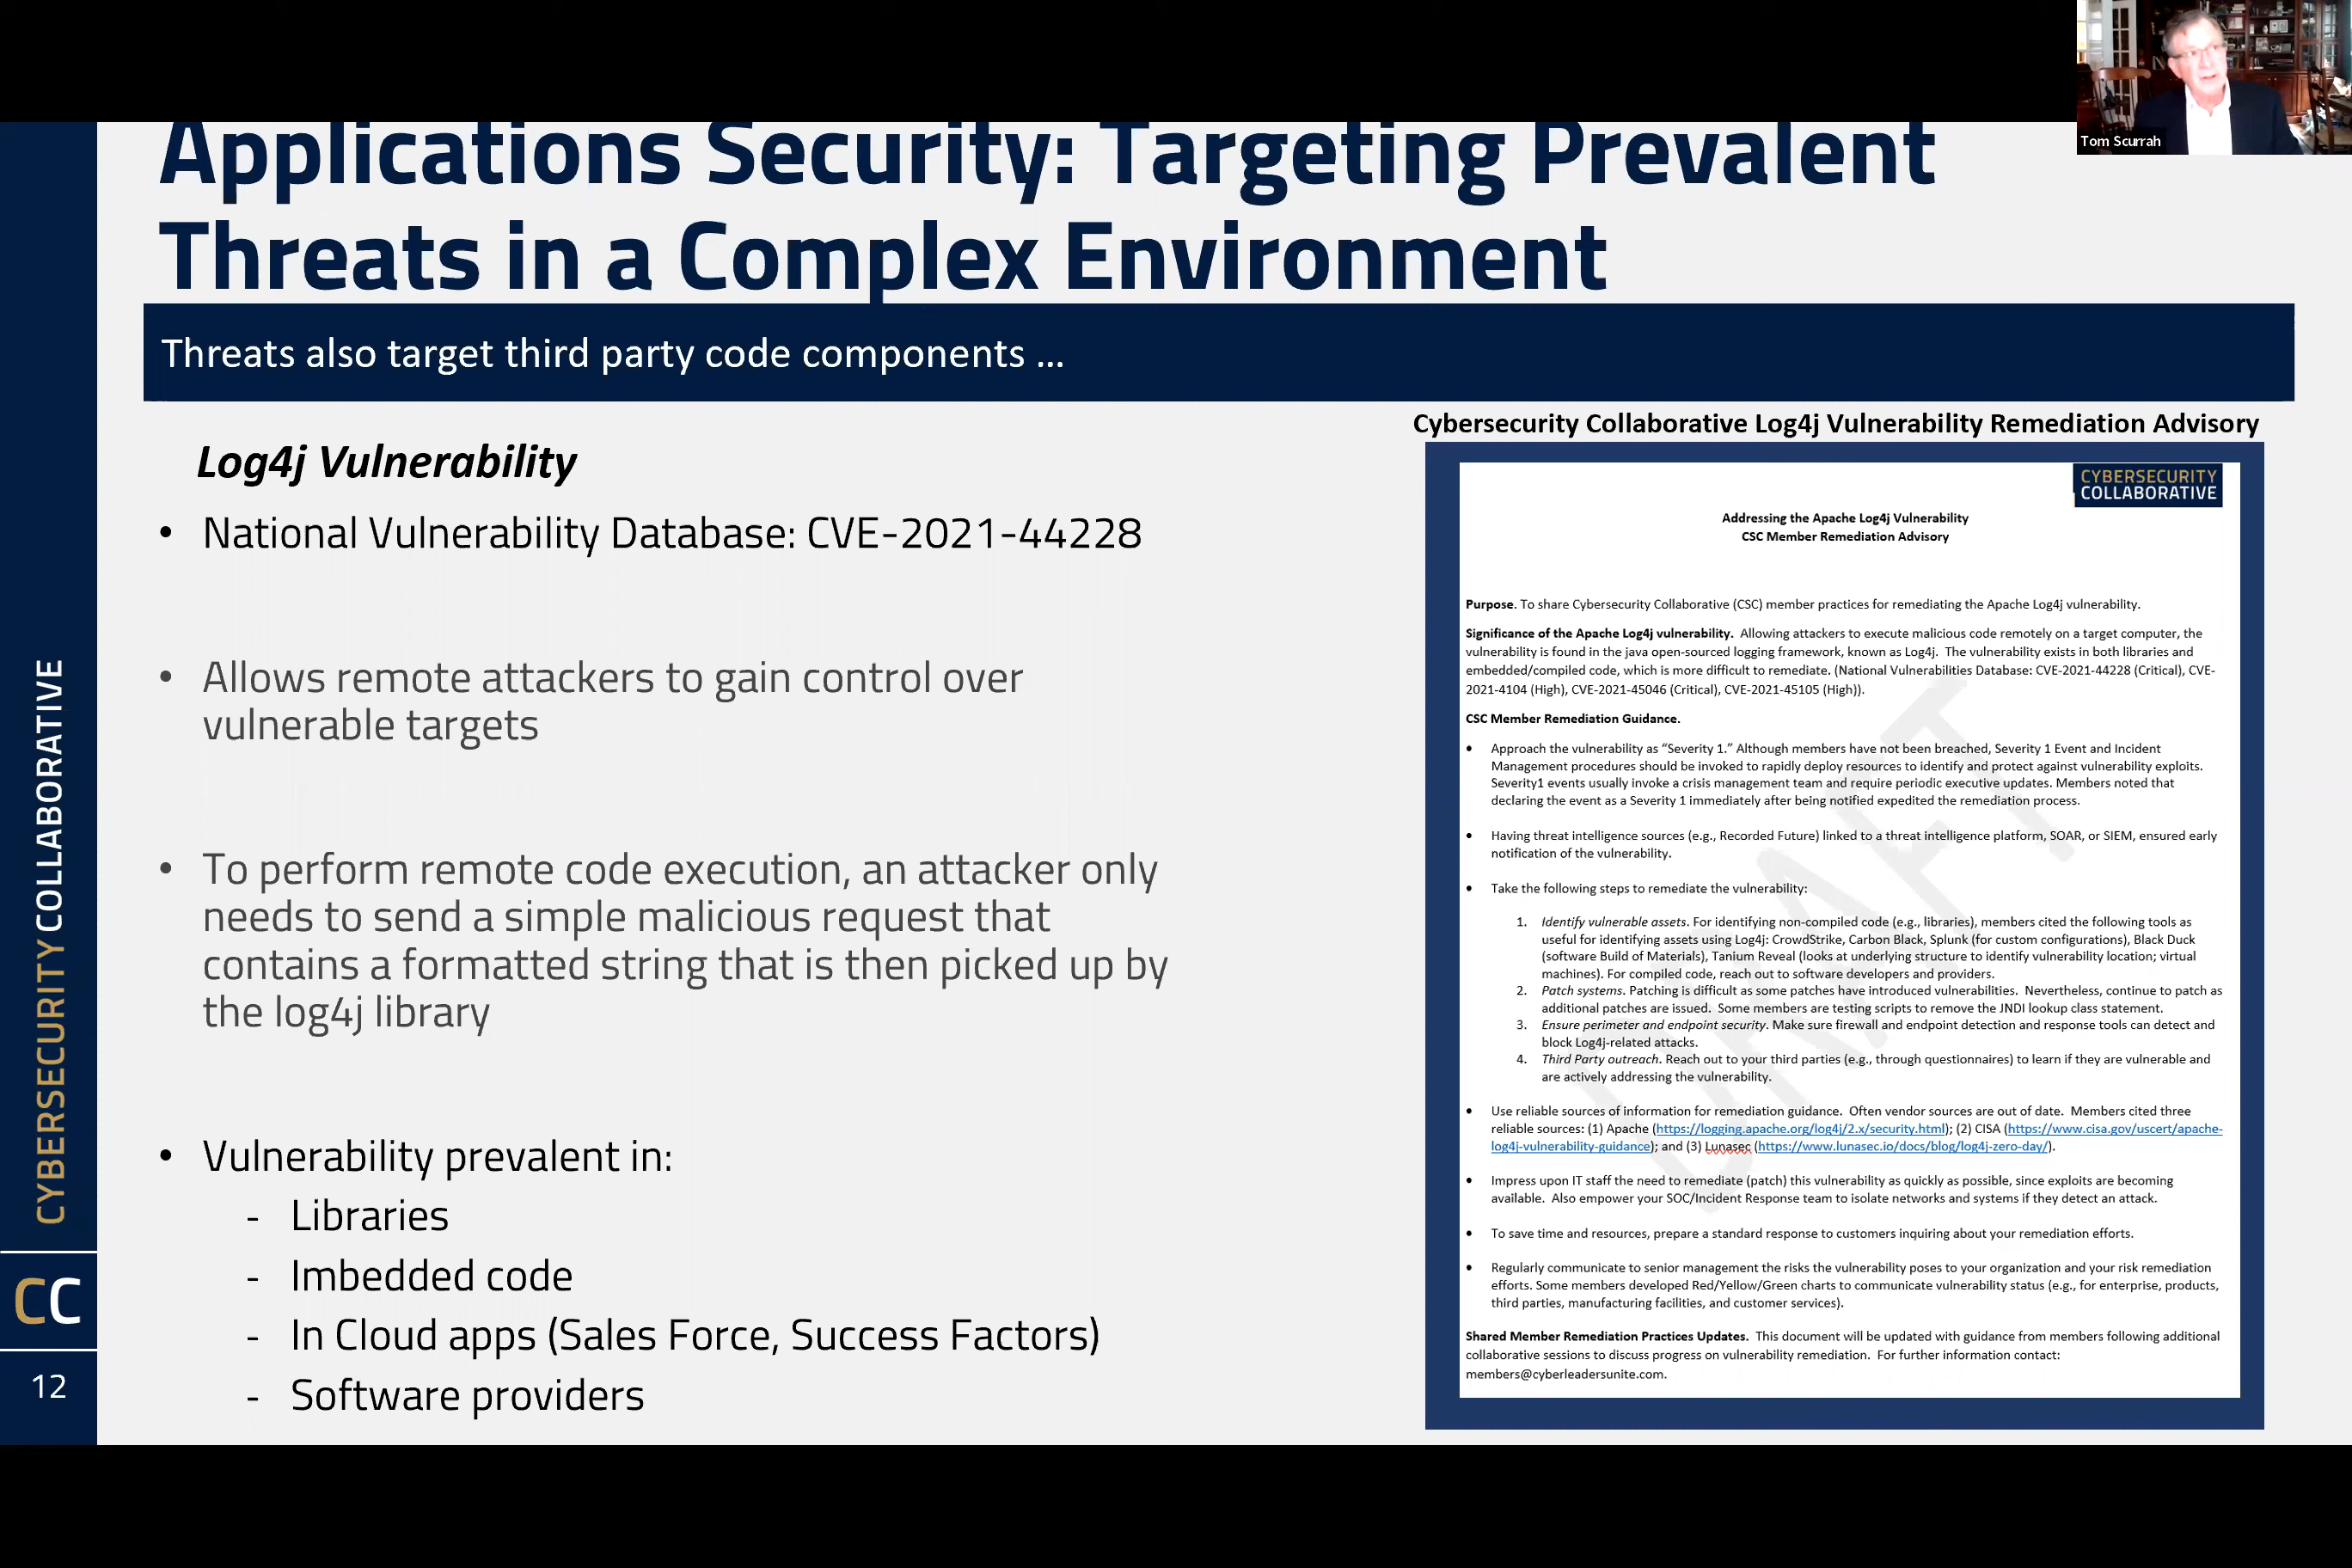 Tom Scurrah
Applications Security: Targeting Prevalent
Threats in a Complex Environment
Threats also target third party code components ...
Log4j Vulnerability
• National Vulnerability Database: CVE-2021-44228
• Allows remote attackers to gain control over
vulnerable targets
• To perform remote code execution, an attacker only
needs to send a simple malicious request that
contains a formatted string that is then picked up by
the log4j library
• Vulnerability prevalent in:
- Libraries
- Imbedded code
- In Cloud apps (Sales Force, Success Factors)
- Software providers
Cybersecurity Collaborative Log4j Vulnerability Remediation Advisory
CYBERSECURITY
COLLABORATIVE
Addressing the Apache Log4j Vulnerability
CSC Member Remediation Advisory
Purpose. To share Cybersecurity Collaborative (CSC) member practices for remediating the Apache Log4j vulnerability.
Significance of the Apache Log4j vulnerability. Allowing attackers to execute malicious code remotely on a target computer, the
vulnerability is found in the java open-sourced logging framework, known as Log4j. The vulnerability exists in both libraries and
embedded/compiled code, which is more difficult to remediate. (National Vulnerabilities Database: CVE-2021-44228 (Critical), CVE-
2021-4104 (High), CVE-2021-45046 (Critical), CVE-2021-45105 (High)).
CSC Member Remediation Guidance.
• Approach the vulnerability as “Severity 1.” Although members have not been breached, Severity 1 Event and Incident
Management procedures should be invoked to rapidly deploy resources to identify and protect against vulnerability exploits.
Severity1 events usually invoke a crisis management team and require periodic executive updates. Members noted that
declaring the event as a Severity 1 immediately after being notified expedited the remediation process.
• Having threat intelligence sources (e.g., Recorded Future) linked to a threat intelligence platform, SOAR, or SIEM, ensured early
notification of the vulnerability.
• Take the following steps to remediate the vulnerability:
1. Identify vulnerable assets. For identifying non-compiled code (e.g., libraries), members cited the following tools as
useful for identifying assets using Log4j: CrowdStrike, Carbon Black, Splunk (for custom configurations), Black Duck
(software Build of Materials), Tanium Reveal (looks at underlying structure to identify vulnerability location; virtual
machines). For compiled code, reach out to software developers and providers.
2. Patch systems. Patching is difficult as some patches have introduced vulnerabilities. Nevertheless, continue to patch as
additional patches are issued. Some members are testing scripts to remove the JNDI lookup class statement.
3. Ensure perimeter and endpoint security. Make sure firewall and endpoint detection and response tools can detect and
block Log4j-related attacks.
4. Third Party outreach. Reach out to your third parties (e.g., through questionnaires) to learn if they are vulnerable and
are actively addressing the vulnerability.
• Use reliable sources of information for remediation guidance. Often vendor sources are out of date. Members cited three
reliable sources: (1) Apache (https://logging.apache.org/log4j/2.x/security.html); (2) CISA (https://www.cisa.gov/uscert/apache-
log4j-vulnerability-guidance); and (3) Lunasec (https://www.lunasec.io/docs/blog/log4j-zero-day/).
• Impress upon IT staff the need to remediate (patch) this vulnerability as quickly as possible, since exploits are becoming
available. Also empower your SOC/Incident Response team to isolate networks and systems if they detect an attack.
• To save time and resources, prepare a standard response to customers inquiring about your remediation efforts.
• Regularly communicate to senior management the risks the vulnerability poses to your organization and your risk remediation
efforts. Some members developed Red/Yellow/Green charts to communicate vulnerability status (e.g., for enterprise, products,
third parties, manufacturing facilities, and customer services).
Shared Member Remediation Practices Updates. This document will be updated with guidance from members following additional
collaborative sessions to discuss progress on vulnerability remediation. For further information contact:
members@cyberleadersunite.com.
DRAFT
CYBERSECURITY COLLABORATIVE
CC
12